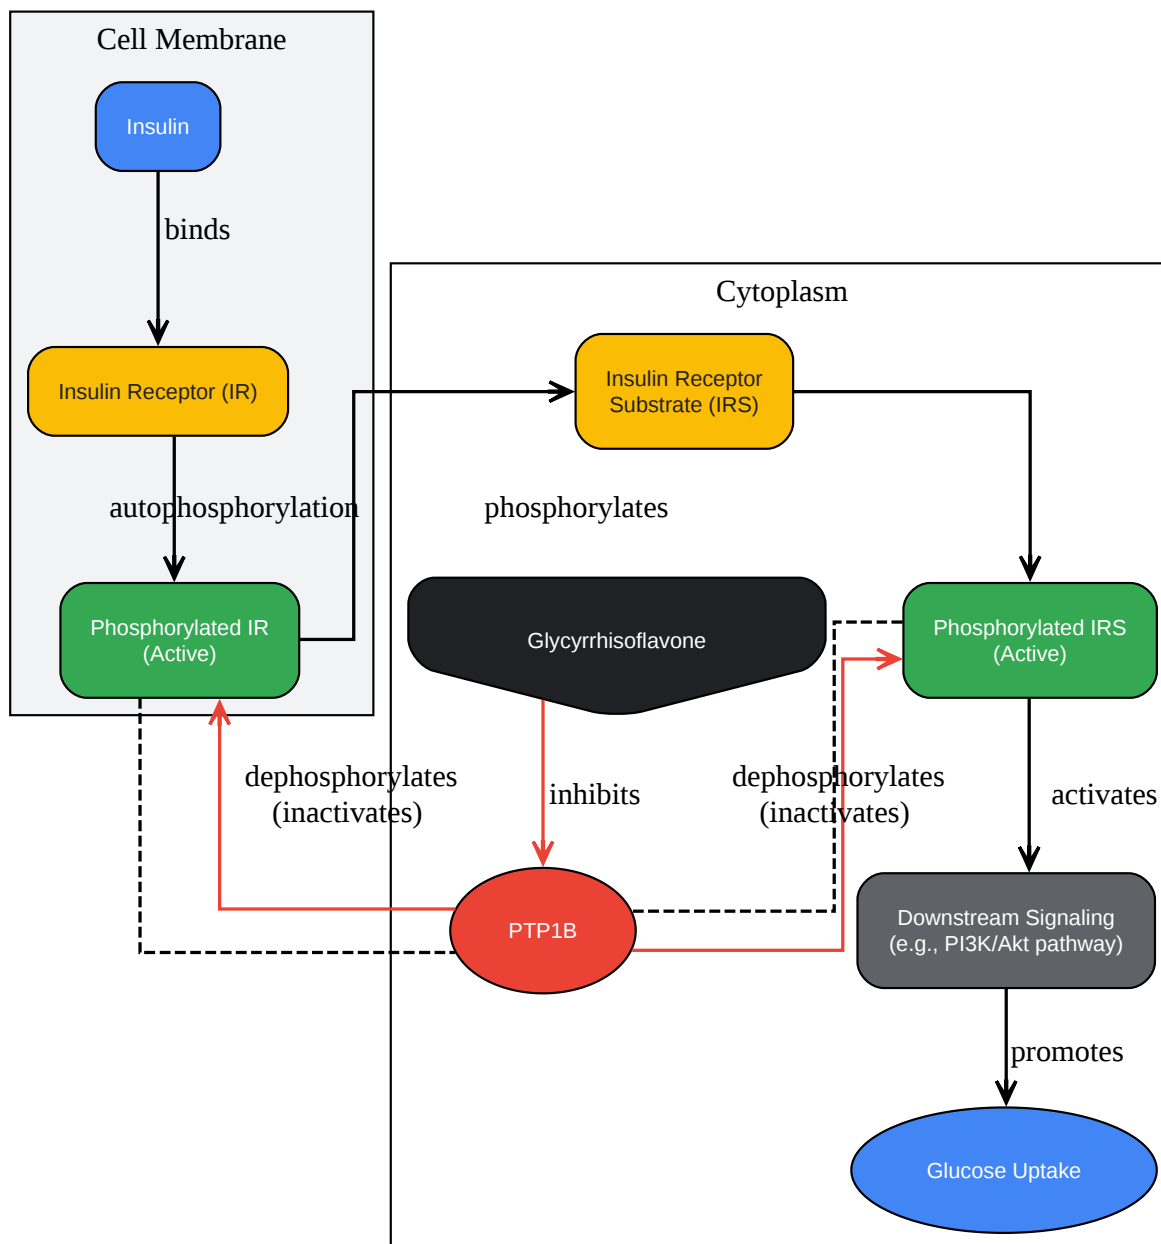 Cell Membrane
Insulin
binds
Cytoplasm
Insulin Receptor (IR)
Insulin Receptor
Substrate (IRS)
autophosphorylation
phosphorylates
Phosphorylated IR
(Active)
Glycyrrhisoflavone
Phosphorylated IRS
(Active)
dephosphorylates
(inactivates)
inhibits
dephosphorylates
(inactivates)
activates
PTP1B
Downstream Signaling
(e.g., PI3K/Akt pathway)
promotes
Glucose Uptake